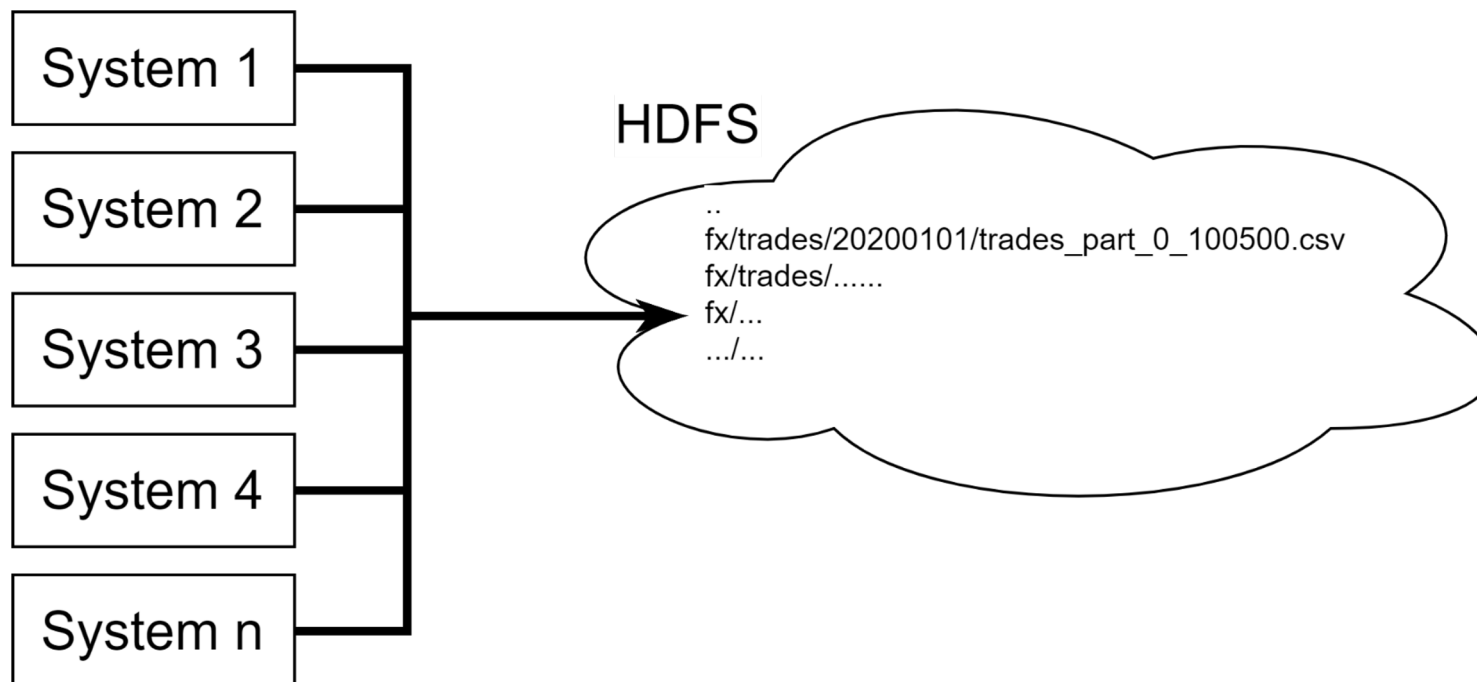 System 1
System 2
System 3
System 4
System n
HDFS
..
fx/trades/20200101/trades_part_0_100500.csv
fx/trades/......
fx/...
.../...